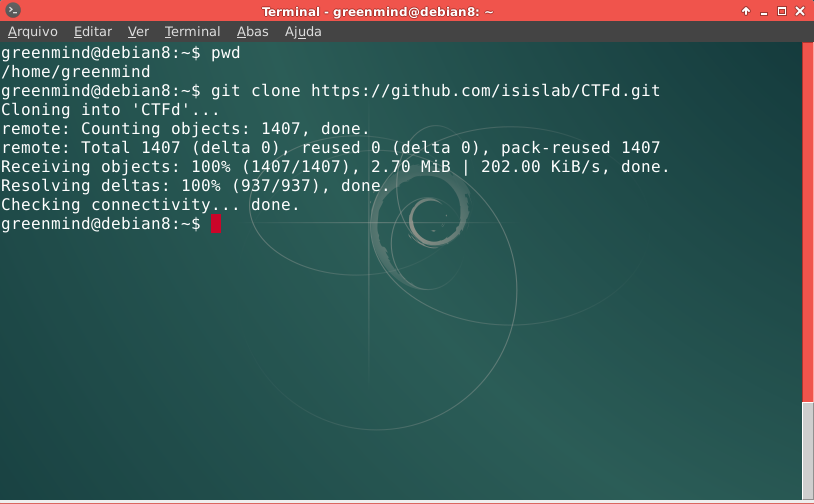 Terminal - greenmind@debian8: ~
Arquivo Editar Ver Terminal Abas Ajuda
greenmind@debian8:~$ pwd
/home/greenmind
greenmind@debian8:~$ git clone https://github.com/isislab/CTFd.git
Cloning into 'CTFd'...
remote: Counting objects: 1407, done.
remote: Total 1407 (delta 0), reused 0 (delta 0), pack-reused 1407
Receiving objects: 100% (1407/1407), 2.70 MiB | 202.00 KiB/s, done.
Resolving deltas: 100% (937/937), done.
Checking connectivity... done.
greenmind@debian8:~$